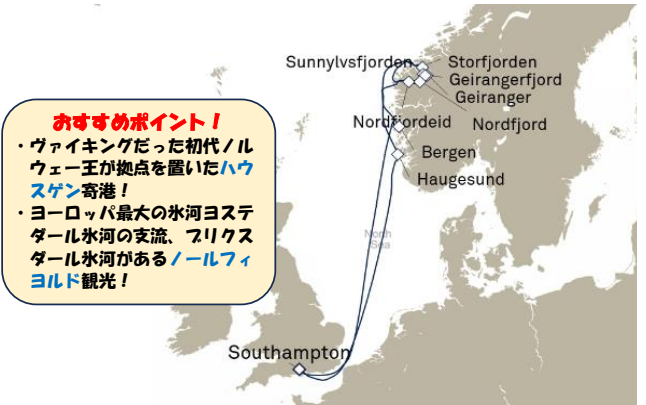 Sunnylvsfjorden
Storfjorden
Geirangerfjord
Geiranger
Nordfjordeid
Nordfjord
Bergen
Haugesund
North
Sea
Southampton
おすすめポイント！
・ヴァイキングだった初代ノル
ウェー王が拠点を置いたハウ
スゲン寄港！
・ヨーロッパ最大の氷河ヨステ
ダール氷河の支流、ブリクス
ダール氷河があるノールフィ
ヨルド観光！